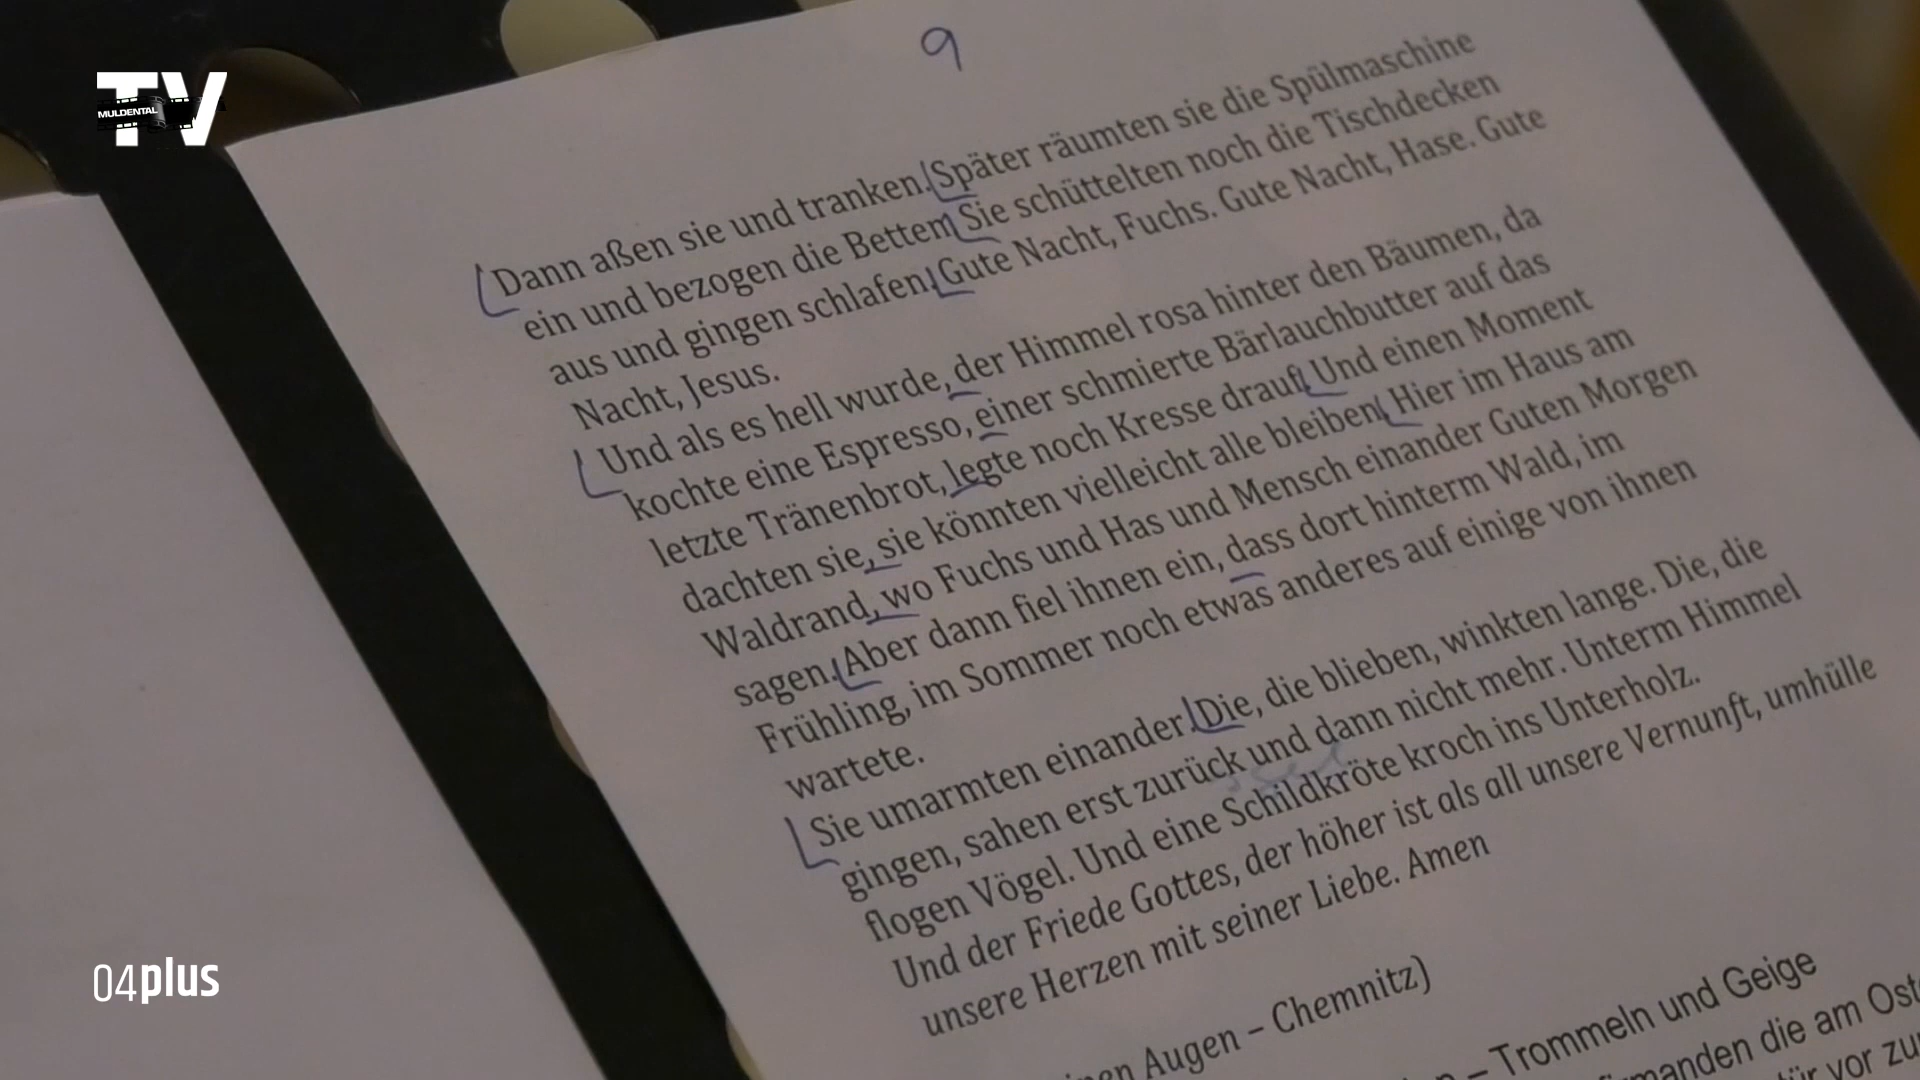 TV
MULDENTAL
9
Dann aßen sie und tranken. Später räumten sie die Spülmaschine
ein und bezogen die Betten. Sie schüttelten noch die Tischdecken
aus und gingen schlafen. Gute Nacht, Fuchs. Gute Nacht, Hase. Gute
Nacht, Jesus.
Und als es hell wurde, der Himmel rosa hinter den Bäumen, da
kochte eine Espresso, einer schmierte Bärlauchbutter auf das
letzte Tränenbrot, legte noch Kresse drauf. Und einen Moment
dachten sie, sie könnten vielleicht alle bleiben. Hier im Haus am
Waldrand, wo Fuchs und Has und Mensch einander Guten Morgen
sagen. Aber dann fiel ihnen ein, dass dort hinterm Wald, im
Frühling, im Sommer noch etwas anderes auf einige von ihnen
wartete.
Sie umarmten einander. Die, die blieben, winkten lange. Die, die
gingen, sahen erst zurück und dann nicht mehr. Unterm Himmel
flogen Vögel. Und eine Schildkröte kroch ins Unterholz.
Und der Friede Gottes, der höher ist als all unsere Vernunft, umhülle
unsere Herzen mit seiner Liebe. Amen
Augen – Chemnitz)
– Trommeln und Geige
die am
vor
04plus